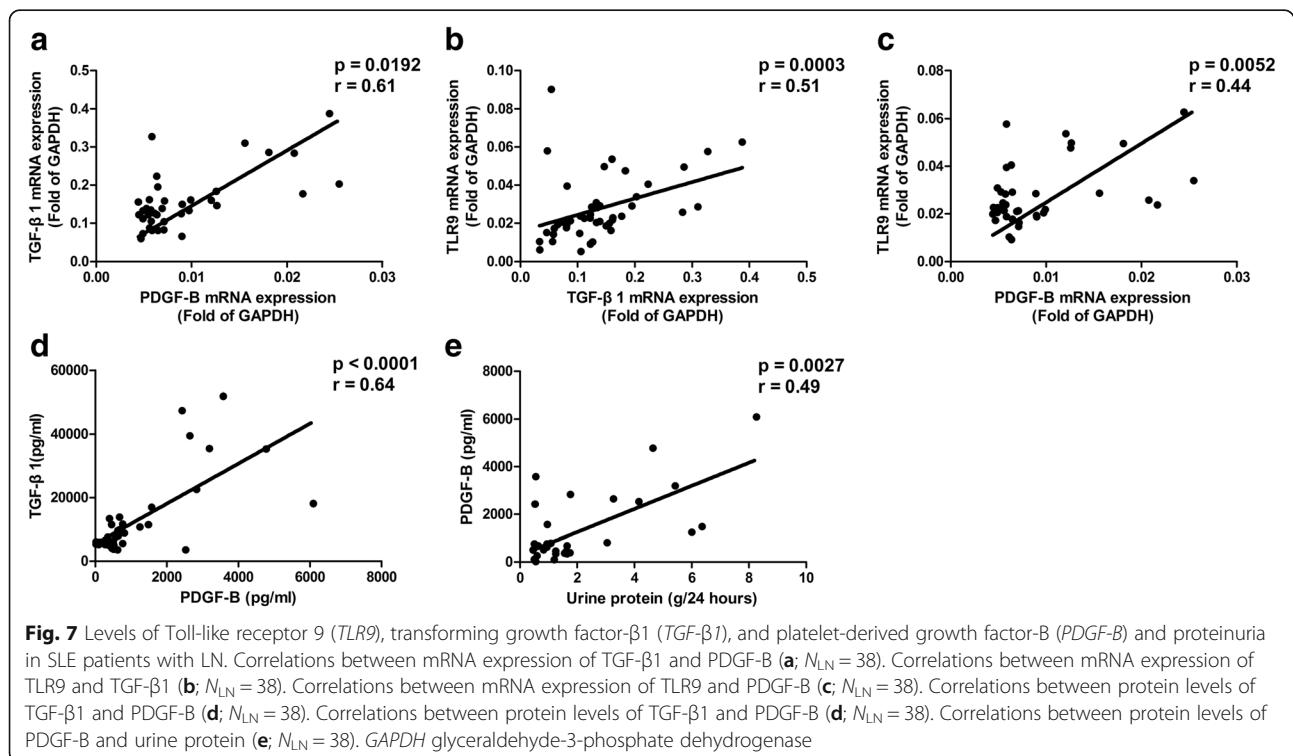 a
p = 0.0192
r = 0.61
TGF-β 1 mRNA expression
(Fold of GAPDH)
0.5
0.4
0.3
0.2
0.1
0.0
0.00
0.01
0.02
0.03
PDGF-B mRNA expression
(Fold of GAPDH)
b
p = 0.0003
r = 0.51
TLR9 mRNA expression
(Fold of GAPDH)
0.10
0.08
0.06
0.04
0.02
0.00
0.0
0.1
0.2
0.3
0.4
0.5
TGF-β 1 mRNA expression
(Fold of GAPDH)
c
p = 0.0052
r = 0.44
TLR9 mRNA expression
(Fold of GAPDH)
0.08
0.06
0.04
0.02
0.00
0.00
0.01
0.02
0.03
PDGF-B mRNA expression
(Fold of GAPDH)
d
p < 0.0001
r = 0.64
TGF-β 1(pg/ml)
60000
40000
20000
0
0
2000
4000
6000
8000
PDGF-B (pg/ml)
e
p = 0.0027
r = 0.49
PDGF-B (pg/ml)
8000
6000
4000
2000
0
0
2
4
6
8
10
Urine protein (g/24 hours)
Fig. 7 Levels of Toll-like receptor 9 (TLR9), transforming growth factor-β1 (TGF-β1), and platelet-derived growth factor-B (PDGF-B) and proteinuria
in SLE patients with LN. Correlations between mRNA expression of TGF-β1 and PDGF-B (a; NLN = 38). Correlations between mRNA expression of
TLR9 and TGF-β1 (b; NLN = 38). Correlations between mRNA expression of TLR9 and PDGF-B (c; NLN = 38). Correlations between protein levels of
TGF-β1 and PDGF-B (d; NLN = 38). Correlations between protein levels of TGF-β1 and PDGF-B (d; NLN = 38). Correlations between protein levels of
PDGF-B and urine protein (e; NLN = 38). GAPDH glyceraldehyde-3-phosphate dehydrogenase